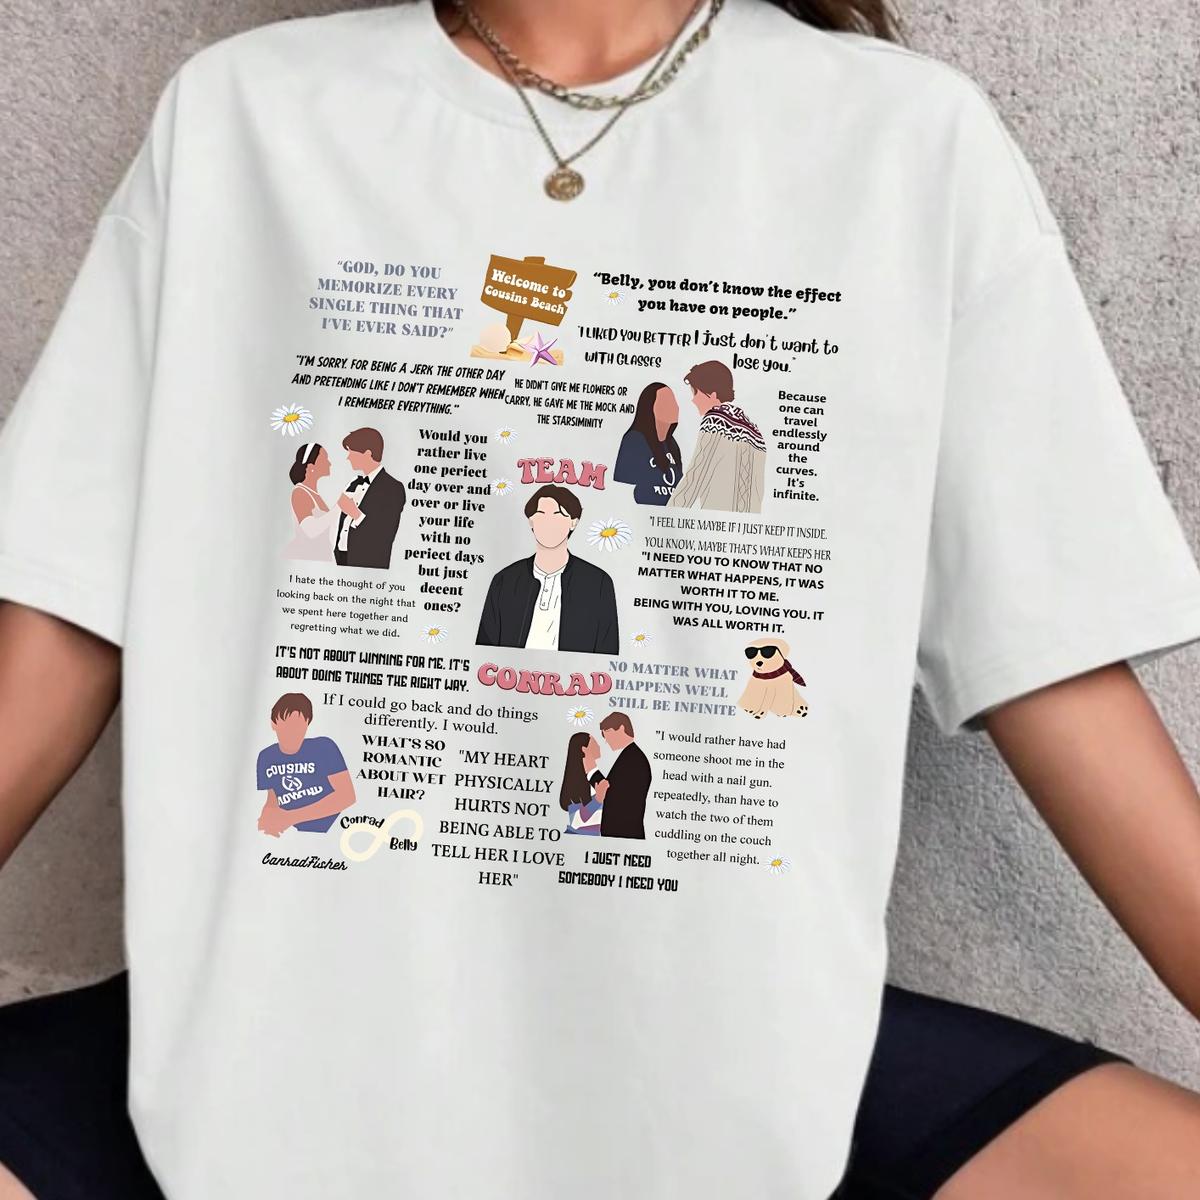 "GOD, DO YOU
MEMORIZE EVERY
SINGLE THING THAT
I'VE EVER SAID?"
Welcome to
Cousins Beach
"Belly, you don't know the effect
you have on people."
"I LIKED YOU BETTER
WITH GLASSES
I just don't want to
lose you."
"I'M SORRY. FOR BEING A JERK THE OTHER DAY
AND PRETENDING LIKE I DON'T REMEMBER WHEN
I REMEMBER EVERYTHING."
HE DIDN'T GIVE ME FLOWERS OR
CARRY, HE GAVE ME THE MOCK AND
THE STARSIMINITY
Because
one can
travel
endlessly
around
the
curves.
It's
infinite.
Would you
rather live
one periect
day over and
over or live
your life
with no
periect days
but just
decent
ones?
TEAM
CONRAD
"I FEEL LIKE MAYBE IF I JUST KEEP IT INSIDE.
YOU KNOW, MAYBE THAT'S WHAT KEEPS HER
"I NEED YOU TO KNOW THAT NO
MATTER WHAT HAPPENS, IT WAS
WORTH IT TO ME.
BEING WITH YOU, LOVING YOU. IT
WAS ALL WORTH IT.
I hate the thought of you
looking back on the night that
we spent here together and
regretting what we did.
IT'S NOT ABOUT WINNING FOR ME. IT'S
ABOUT DOING THINGS THE RIGHT WAY.
NO MATTER WHAT
HAPPENS WE'LL
STILL BE INFINITE
If I could go back and do things
differently. I would.
COUSINS
WHAT'S SO
ROMANTIC
ABOUT WET
HAIR?
"MY HEART
PHYSICALLY
HURTS NOT
BEING ABLE TO
TELL HER I LOVE
HER"
"I would rather have had
someone shoot me in the
head with a nail gun.
repeatedly, than have to
watch the two of them
cuddling on the couch
together all night.
Conrad
Belly
ConradFisher
I JUST NEED
SOMEBODY I NEED YOU